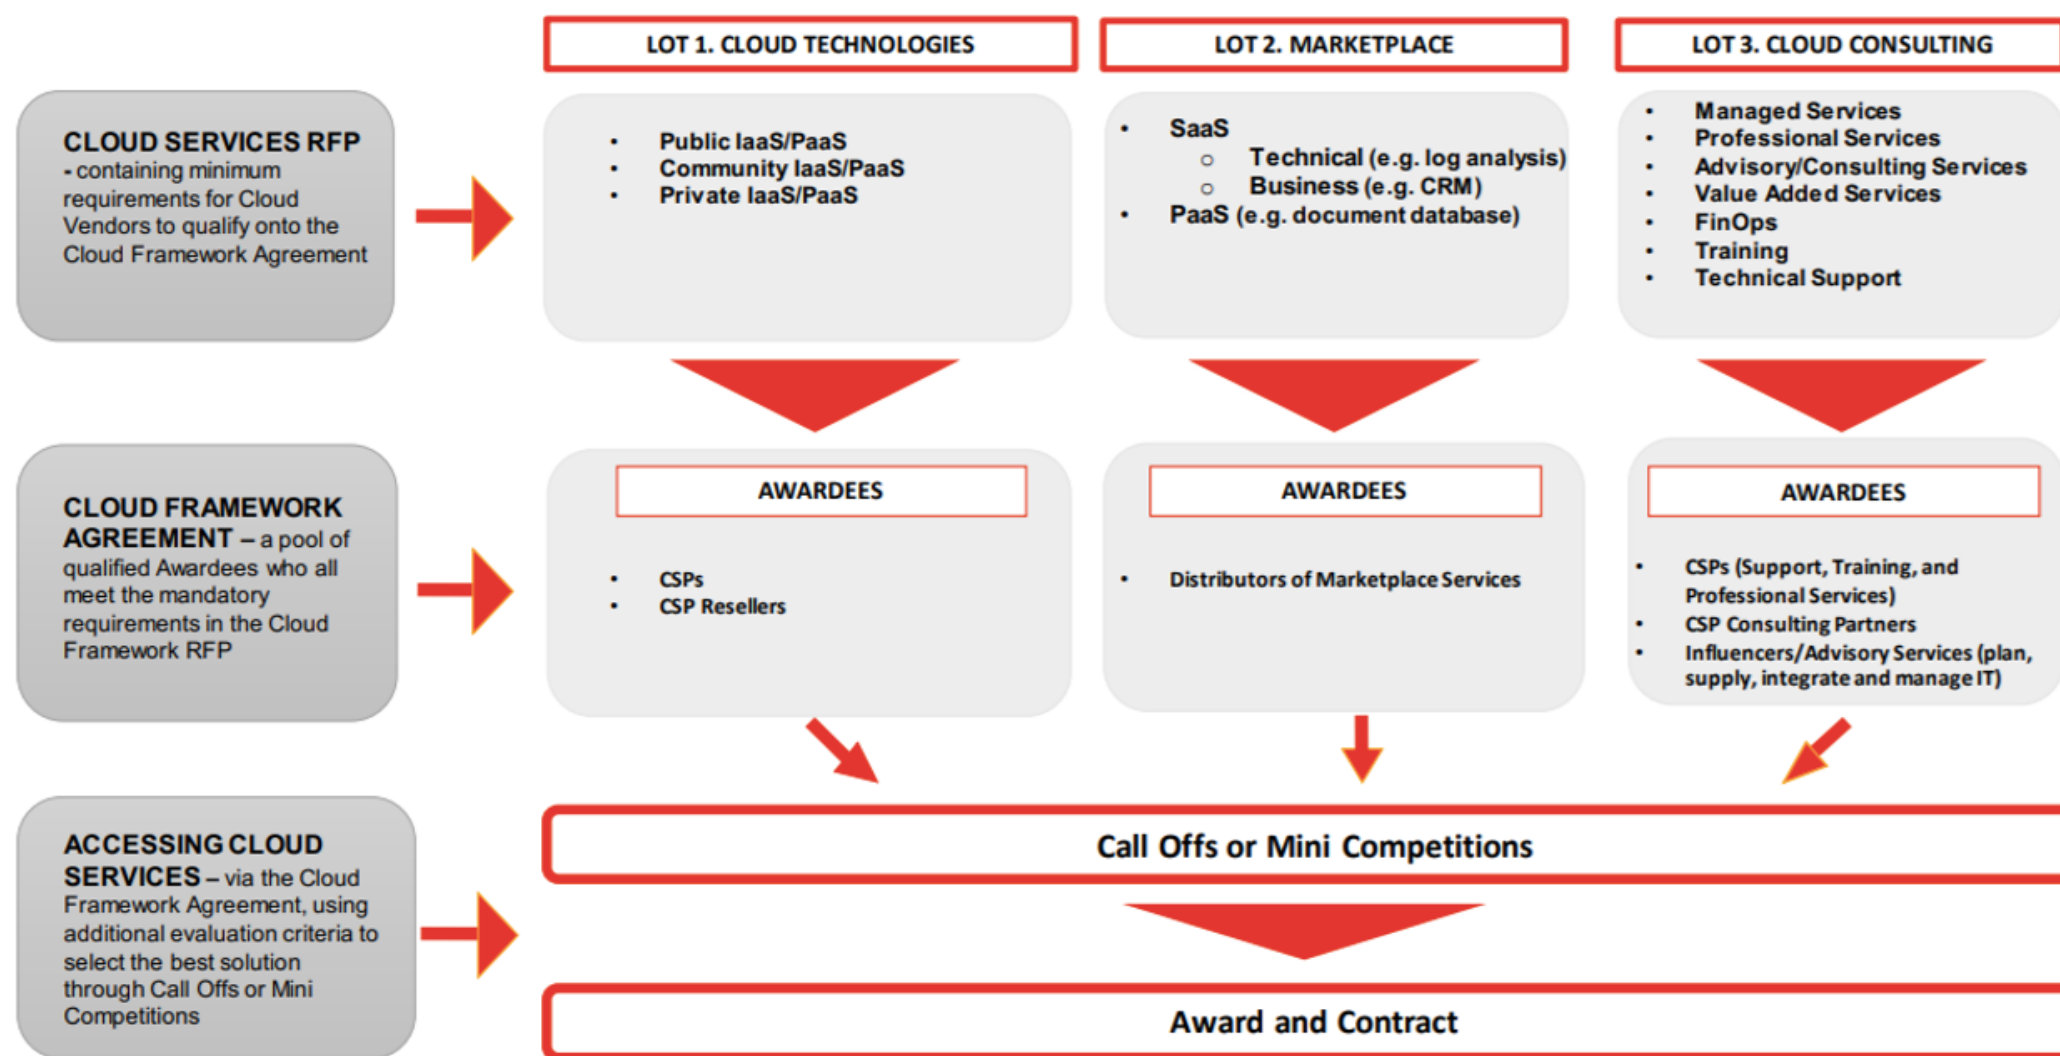 LOT 1. CLOUD TECHNOLOGIES
LOT 2. MARKETPLACE
LOT 3. CLOUD CONSULTING
CLOUD SERVICES RFP
- containing minimum
requirements for Cloud
Vendors to qualify onto the
Cloud Framework Agreement
• Public IaaS/PaaS
• Community IaaS/PaaS
• Private IaaS/PaaS
• SaaS
o Technical (e.g. log analysis)
o Business (e.g. CRM)
• PaaS (e.g. document database)
• Managed Services
• Professional Services
• Advisory/Consulting Services
• Value Added Services
• FinOps
• Training
• Technical Support
CLOUD FRAMEWORK
AGREEMENT – a pool of
qualified Awardees who all
meet the mandatory
requirements in the Cloud
Framework RFP
AWARDEES
• CSPs
• CSP Resellers
AWARDEES
• Distributors of Marketplace Services
AWARDEES
• CSPs (Support, Training, and
Professional Services)
• CSP Consulting Partners
• Influencers/Advisory Services (plan,
supply, integrate and manage IT)
ACCESSING CLOUD
SERVICES – via the Cloud
Framework Agreement, using
additional evaluation criteria to
select the best solution
through Call Offs or Mini
Competitions
Call Offs or Mini Competitions
Award and Contract